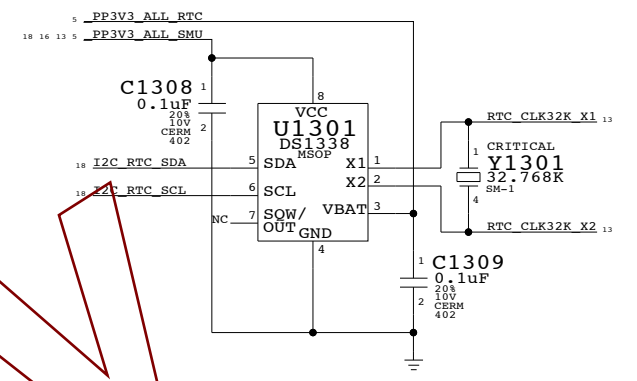 5 _PP3V3_ALL_RTC
18 16 13 5 _PP3V3_ALL_SMU
C1308 1
0.1uF
20%
10V
CERM 2
402
8
VCC
U1301
DS1338
MSOP
18 I2C_RTC_SDA 5 SDA X1 1
18 I2C_RTC_SCL 6 SCL X2 2
NC 7 SQW/ OUT VBAT 3
GND
4
RTC_CLK32K_X1 13
CRITICAL
1 Y1301
32.768K
SM-1
4
RTC_CLK32K_X2 13
1 C1309
0.1uF
20%
10V
2 CERM
402